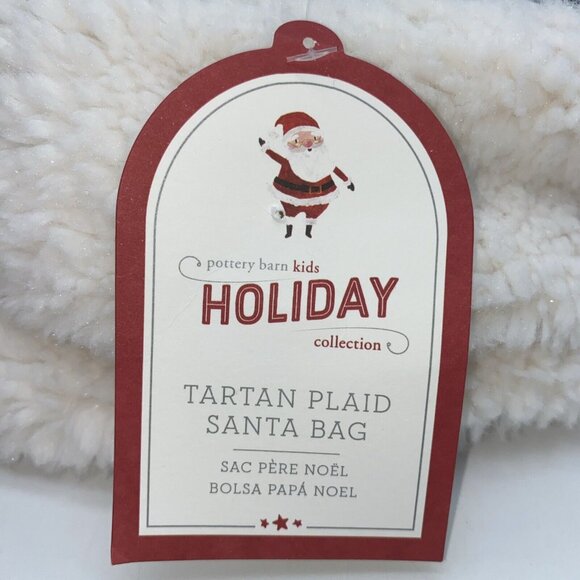 pottery barn kids
HOLIDAY
collection
TARTAN PLAID
SANTA BAG
SAC PÈRE NOËL
BOLSA PAPÁ NOEL